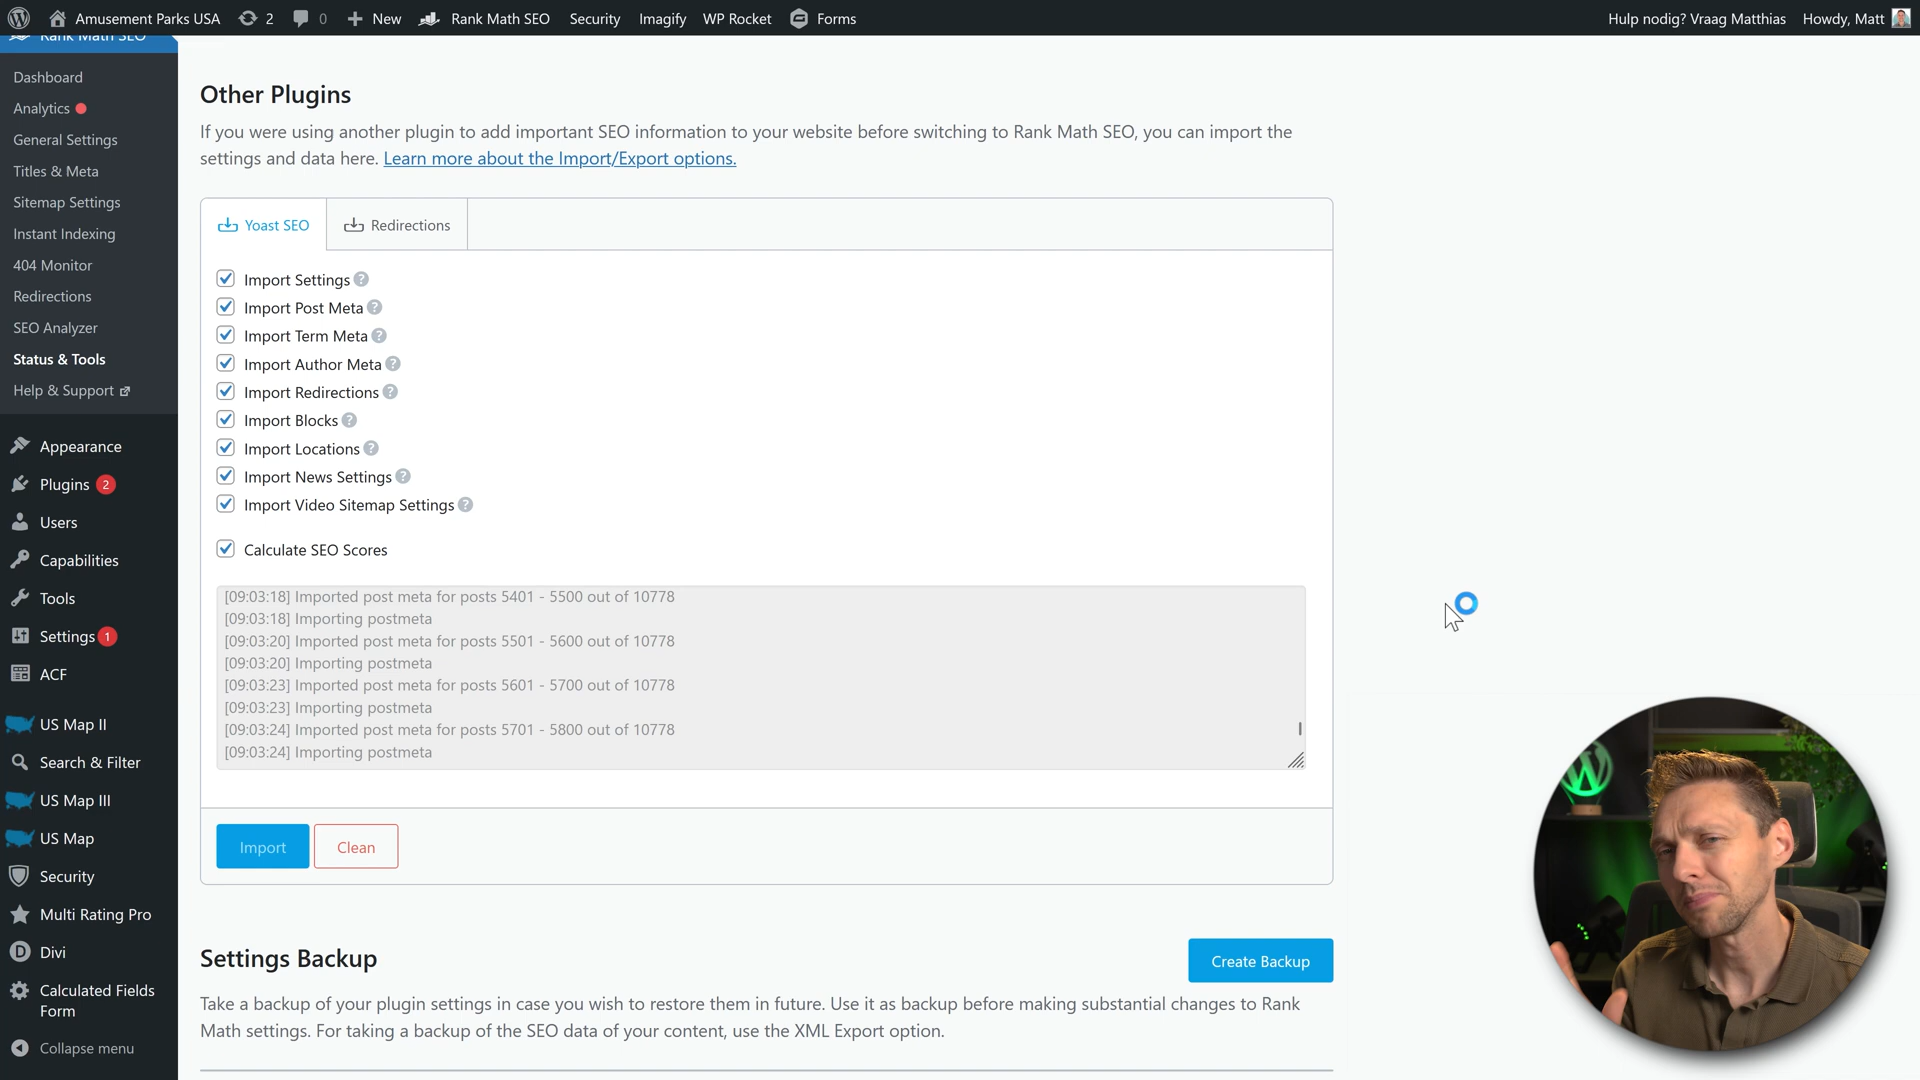 Amusement Parks USA
2
0
New
Rank Math SEO
Security
Imagify
WP Rocket
Forms
Hulp nodig? Vraag Matthias
Howdy, Matt
Rank Math SEO
Dashboard
Analytics
General Settings
Titles & Meta
Sitemap Settings
Instant Indexing
404 Monitor
Redirections
SEO Analyzer
Status & Tools
Help & Support
Appearance
Plugins 2
Users
Capabilities
Tools
Settings 1
ACF
US Map II
Search & Filter
US Map III
US Map
Security
Multi Rating Pro
Divi
Calculated Fields
Form
Collapse menu
Other Plugins
If you were using another plugin to add important SEO information to your website before switching to Rank Math SEO, you can import the
settings and data here. Learn more about the Import/Export options.
Yoast SEO
Redirections
Import Settings ?
Import Post Meta ?
Import Term Meta ?
Import Author Meta ?
Import Redirections ?
Import Blocks ?
Import Locations ?
Import News Settings ?
Import Video Sitemap Settings ?
Calculate SEO Scores
[09:03:18] Imported post meta for posts 5401 - 5500 out of 10778
[09:03:18] Importing postmeta
[09:03:20] Imported post meta for posts 5501 - 5600 out of 10778
[09:03:20] Importing postmeta
[09:03:23] Imported post meta for posts 5601 - 5700 out of 10778
[09:03:23] Importing postmeta
[09:03:24] Imported post meta for posts 5701 - 5800 out of 10778
[09:03:24] Importing postmeta
Import
Clean
Settings Backup
Create Backup
Take a backup of your plugin settings in case you wish to restore them in future. Use it as backup before making substantial changes to Rank
Math settings. For taking a backup of the SEO data of your content, use the XML Export option.